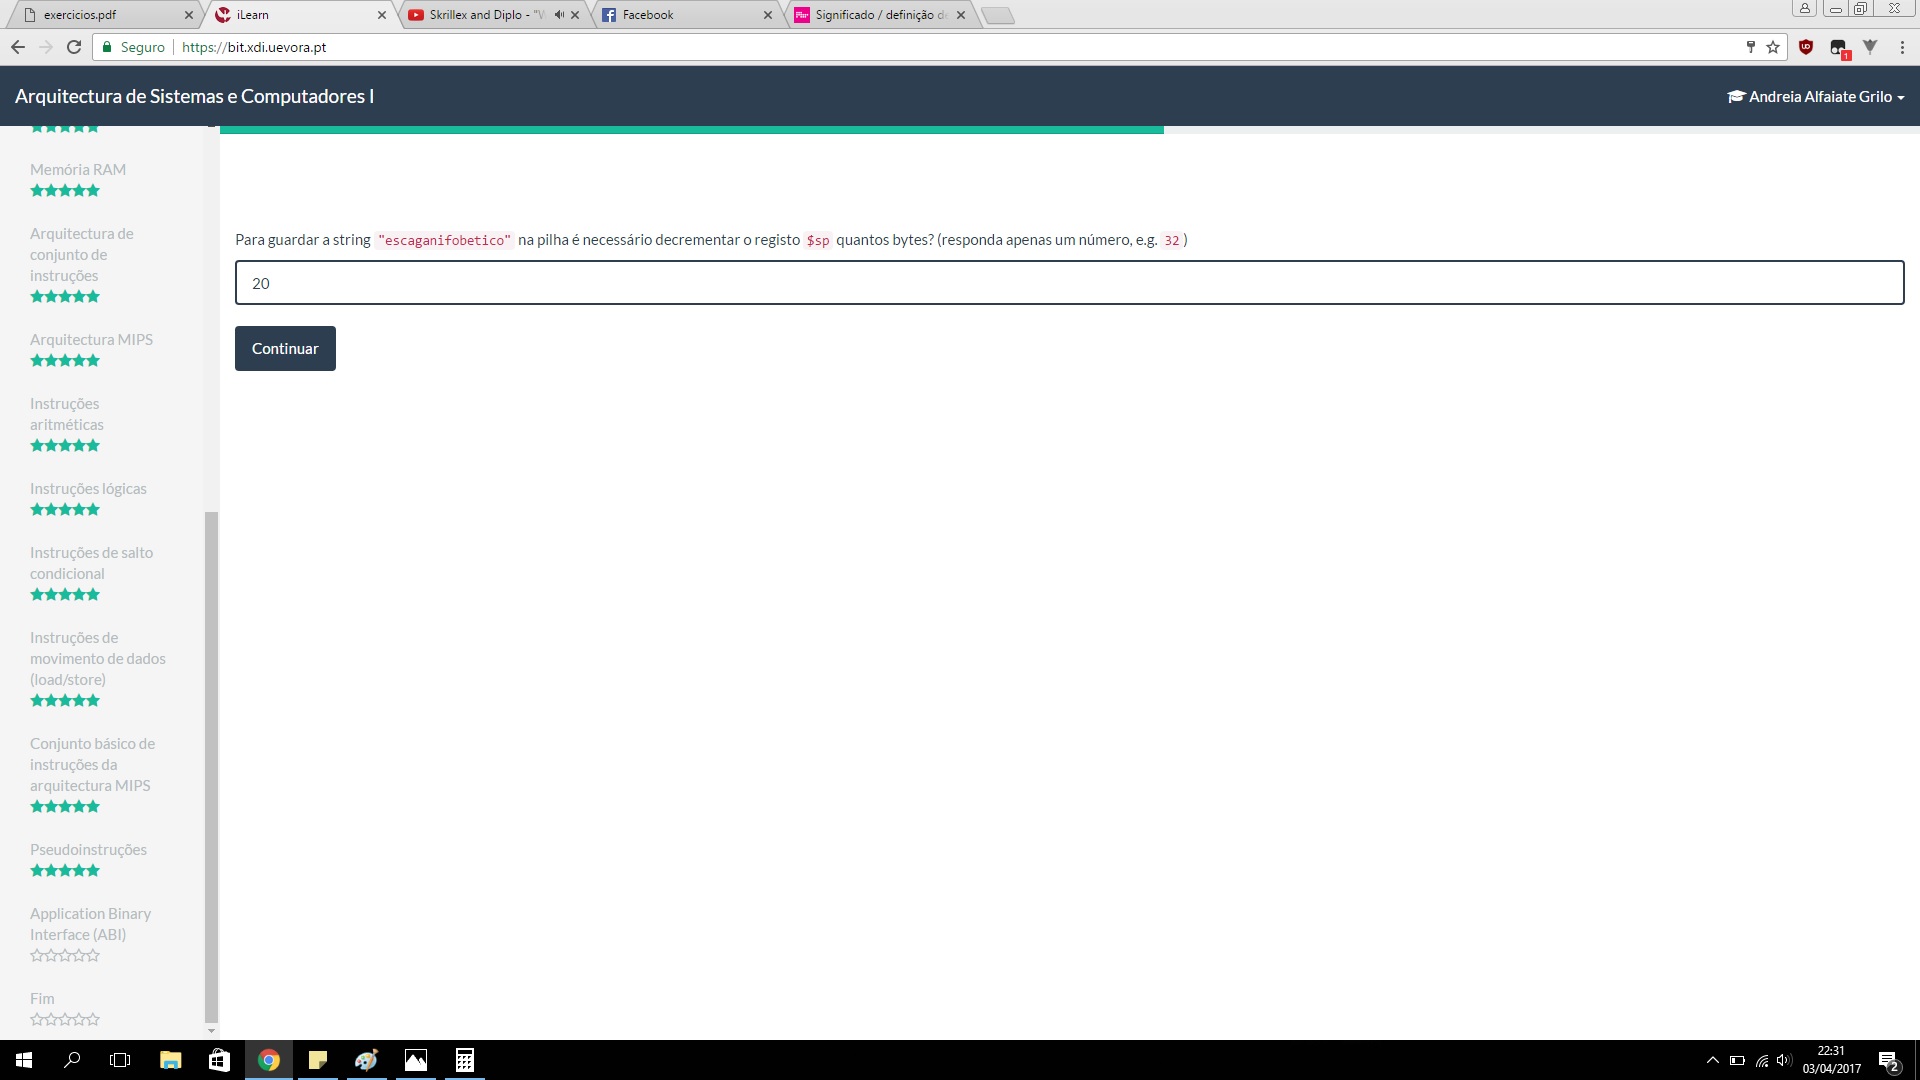 exercicios.pdf
iLearn
Skrillex and Diplo - "W
Facebook
Significado / definição de
Seguro
https://bit.xdi.uevora.pt
1
Arquitectura de Sistemas e Computadores I
Andreia Alfaiate Grilo
Memória RAM
Arquitectura de
conjunto de
instruções
Arquitectura MIPS
Instruções
aritméticas
Instruções lógicas
Instruções de salto
condicional
Instruções de
movimento de dados
(load/store)
Conjunto básico de
instruções da
arquitectura MIPS
Pseudoinstruções
Application Binary
Interface (ABI)
Fim
Para guardar a string "escaganifobetico" na pilha é necessário decrementar o registo $sp quantos bytes? (responda apenas um número, e.g. 32 )
20
Continuar
22:31
03/04/2017
2